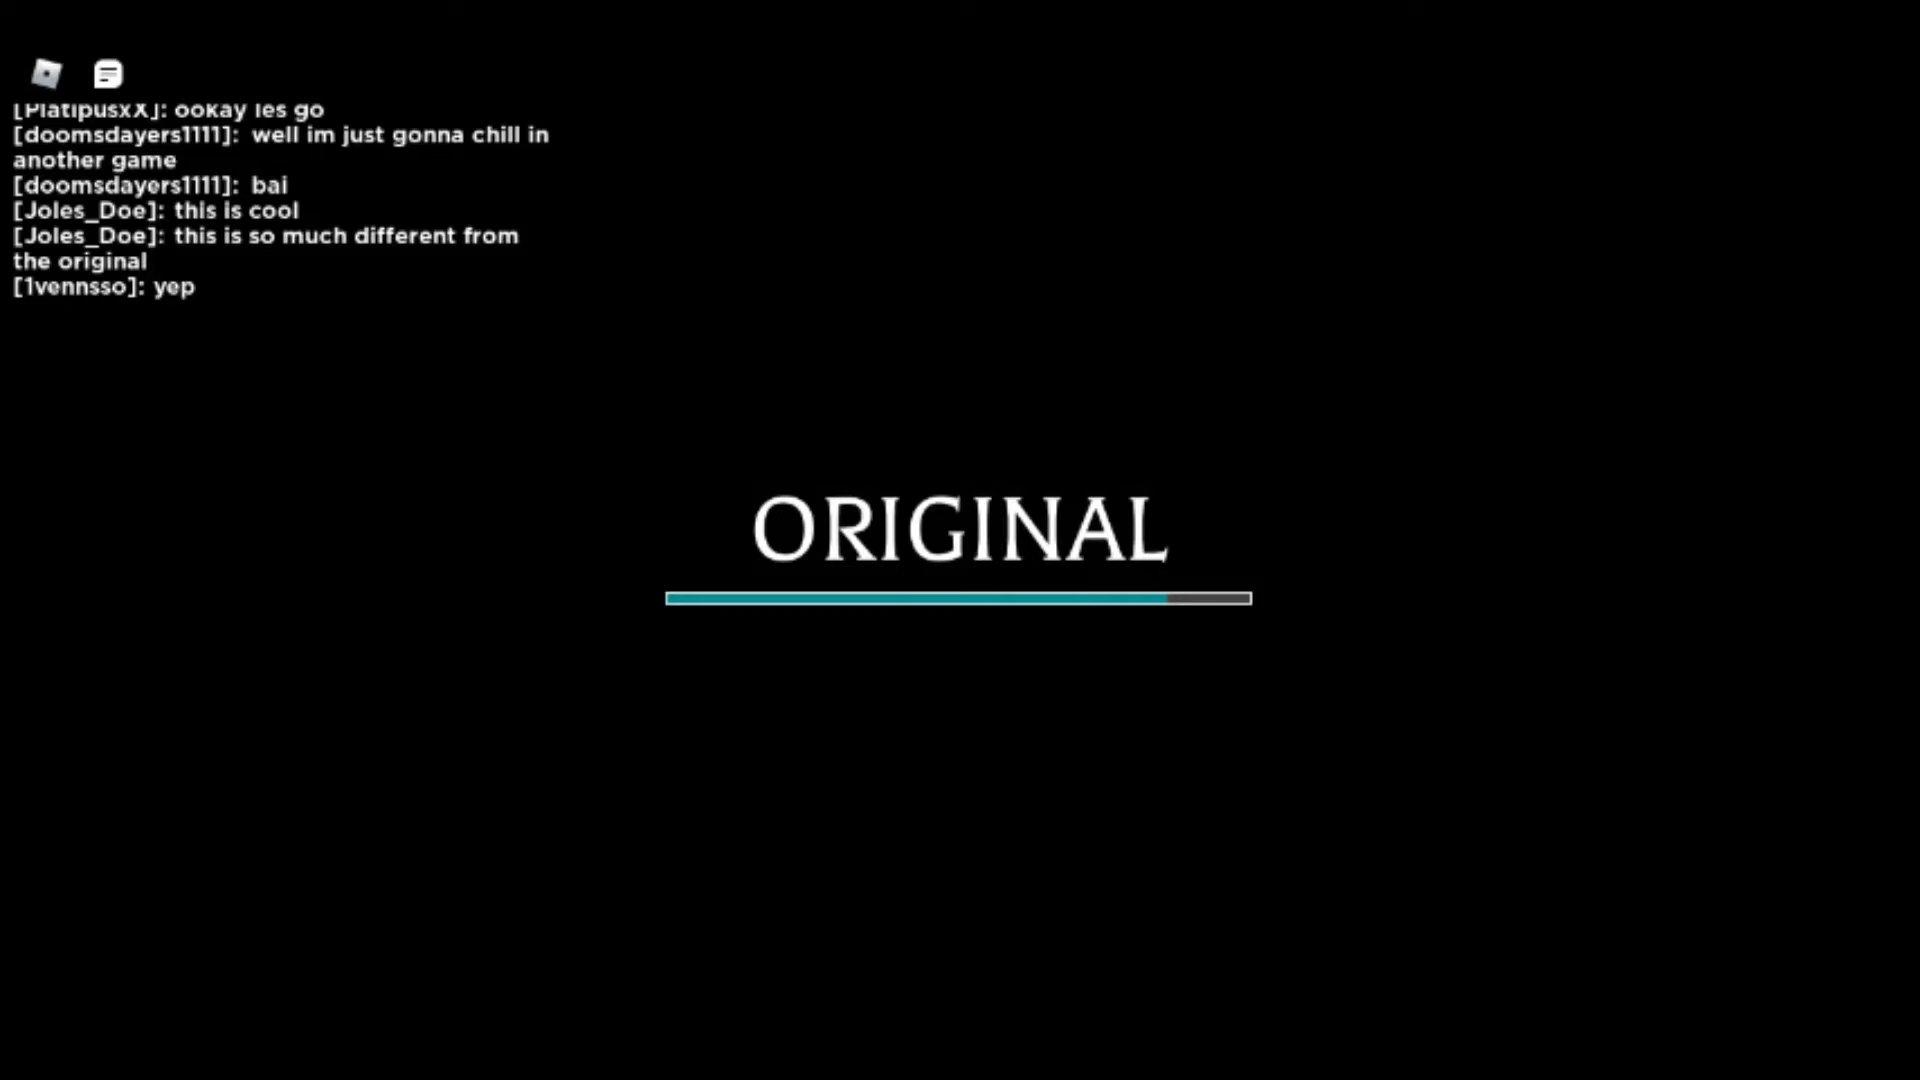 [PlatipusxX]: ookay les go
[doomsdayers1111]: well im just gonna chill in
another game
[doomsdayers1111]: bai
[Joles_Doe]: this is cool
[Joles_Doe]: this is so much different from
the original
[1vennsso]: yep
ORIGINAL